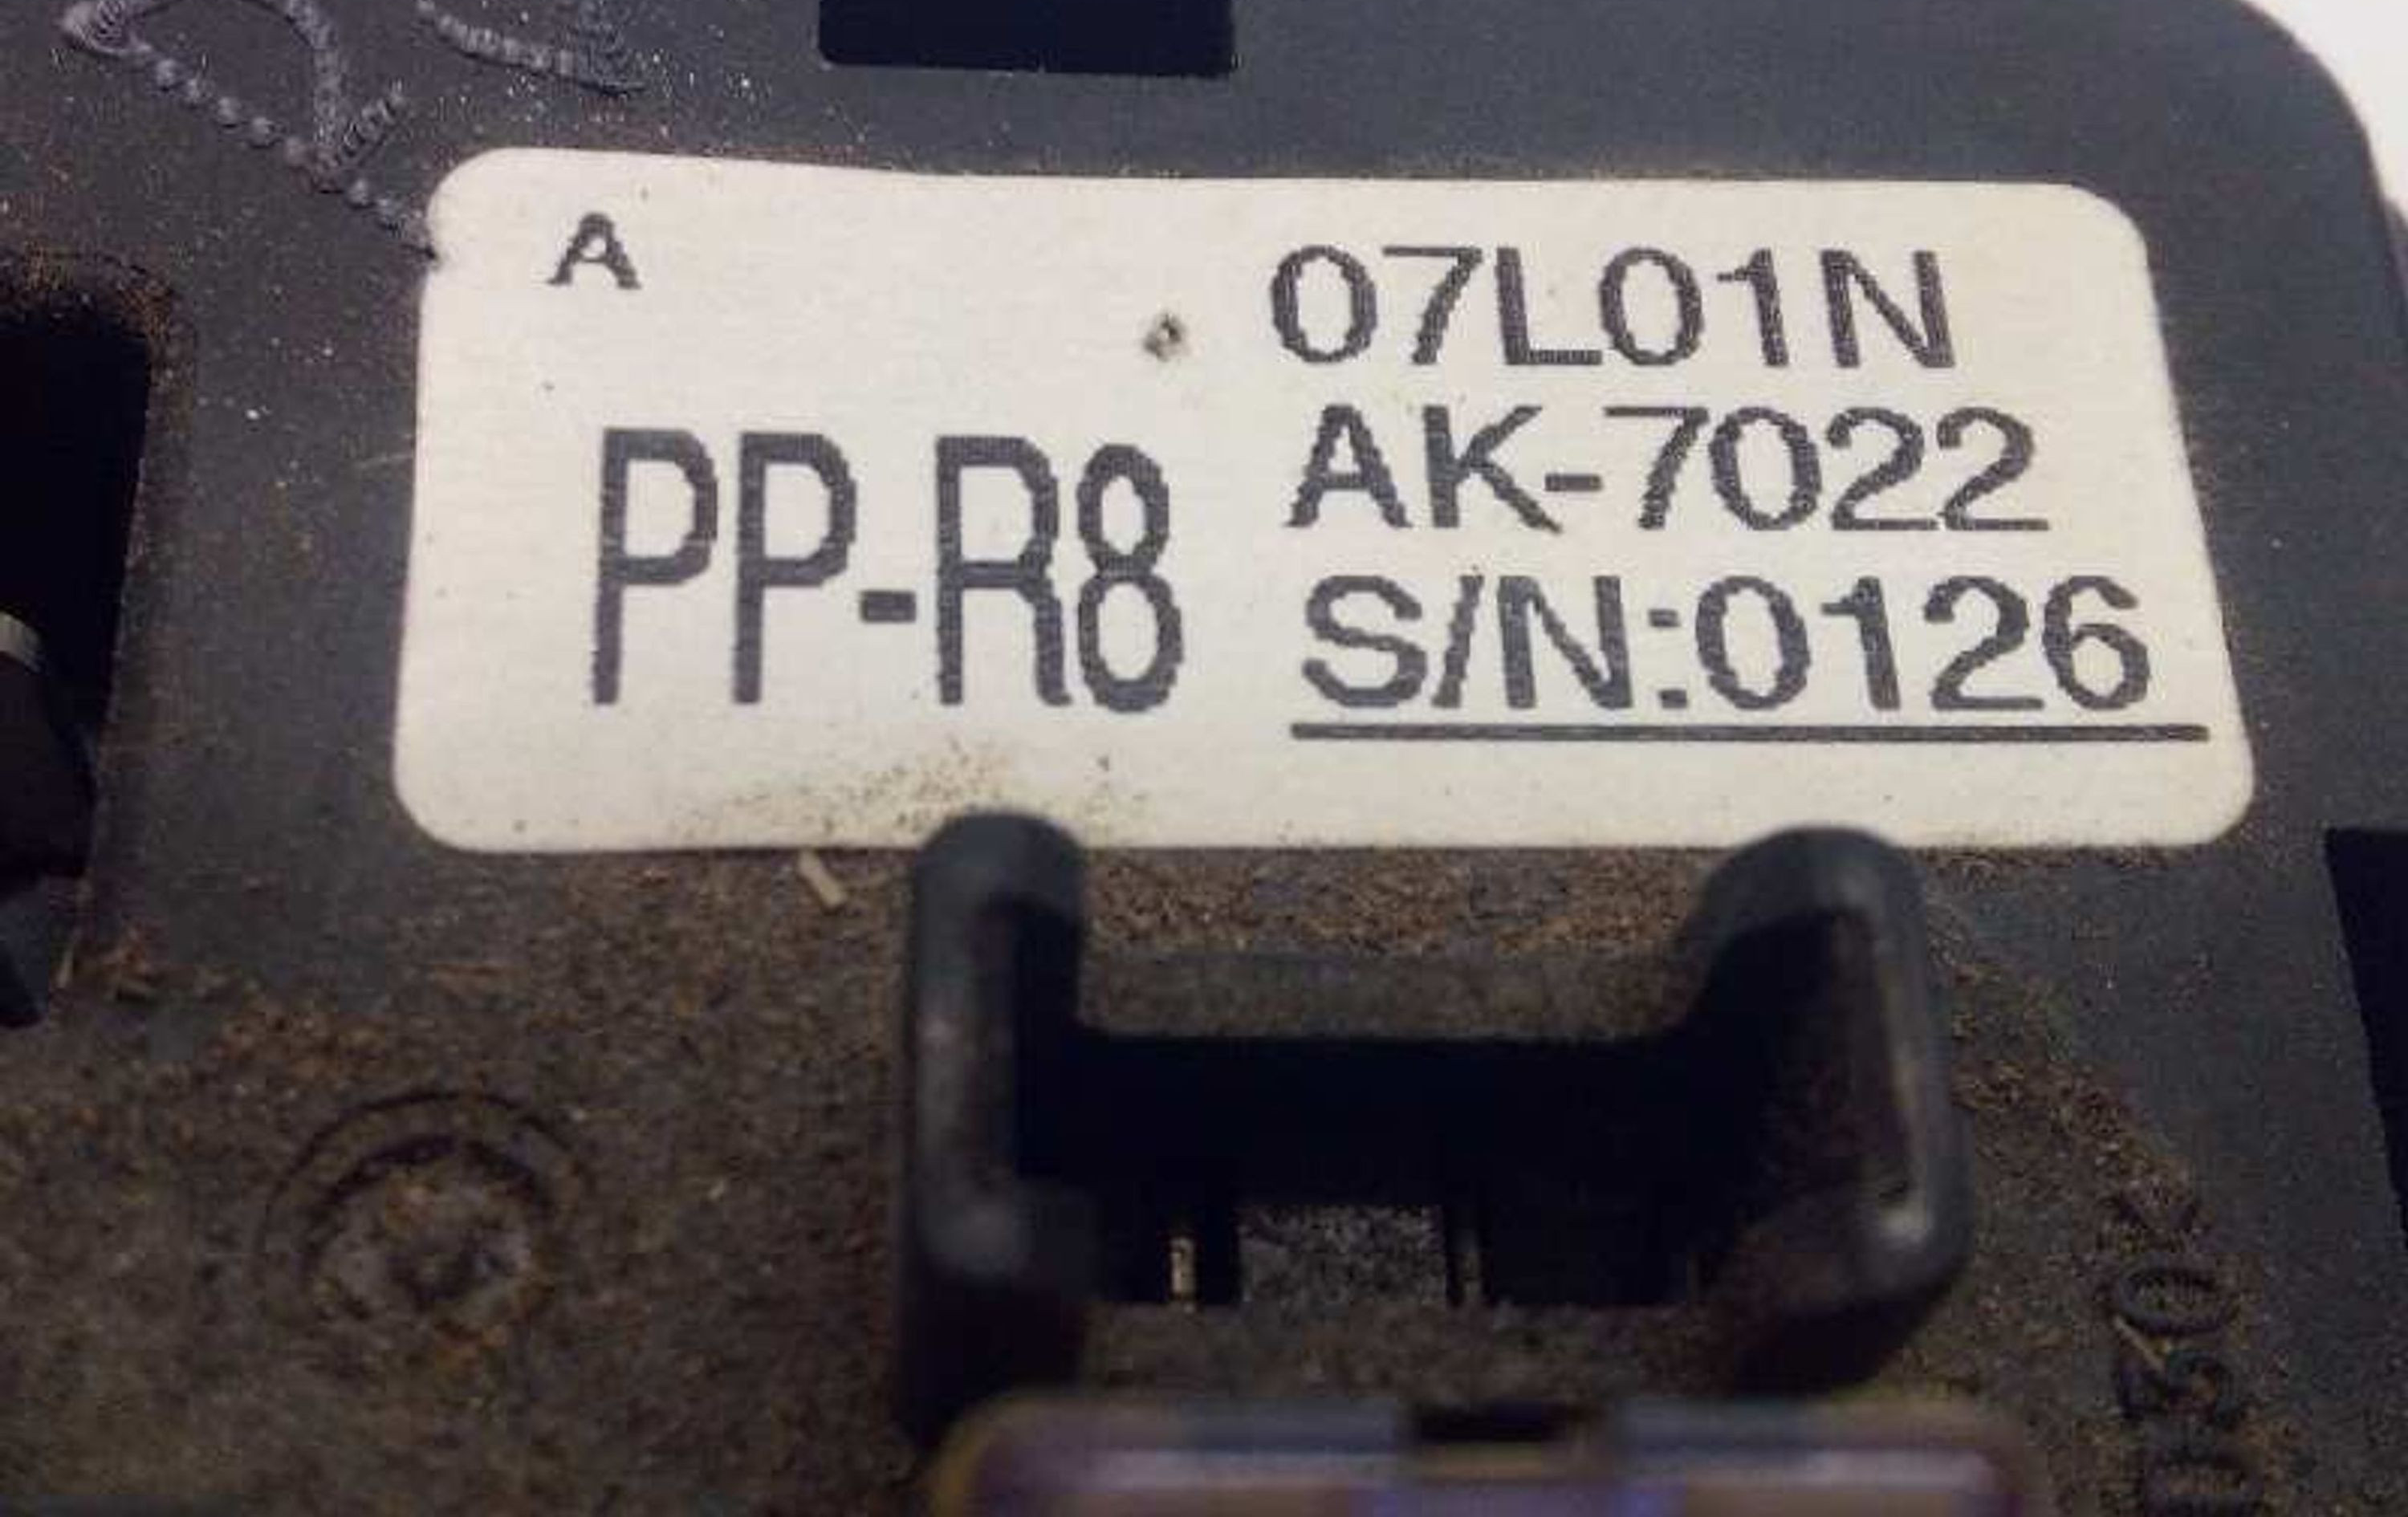 A
07L01N
AK-7022
PP-R8
S/N:0126